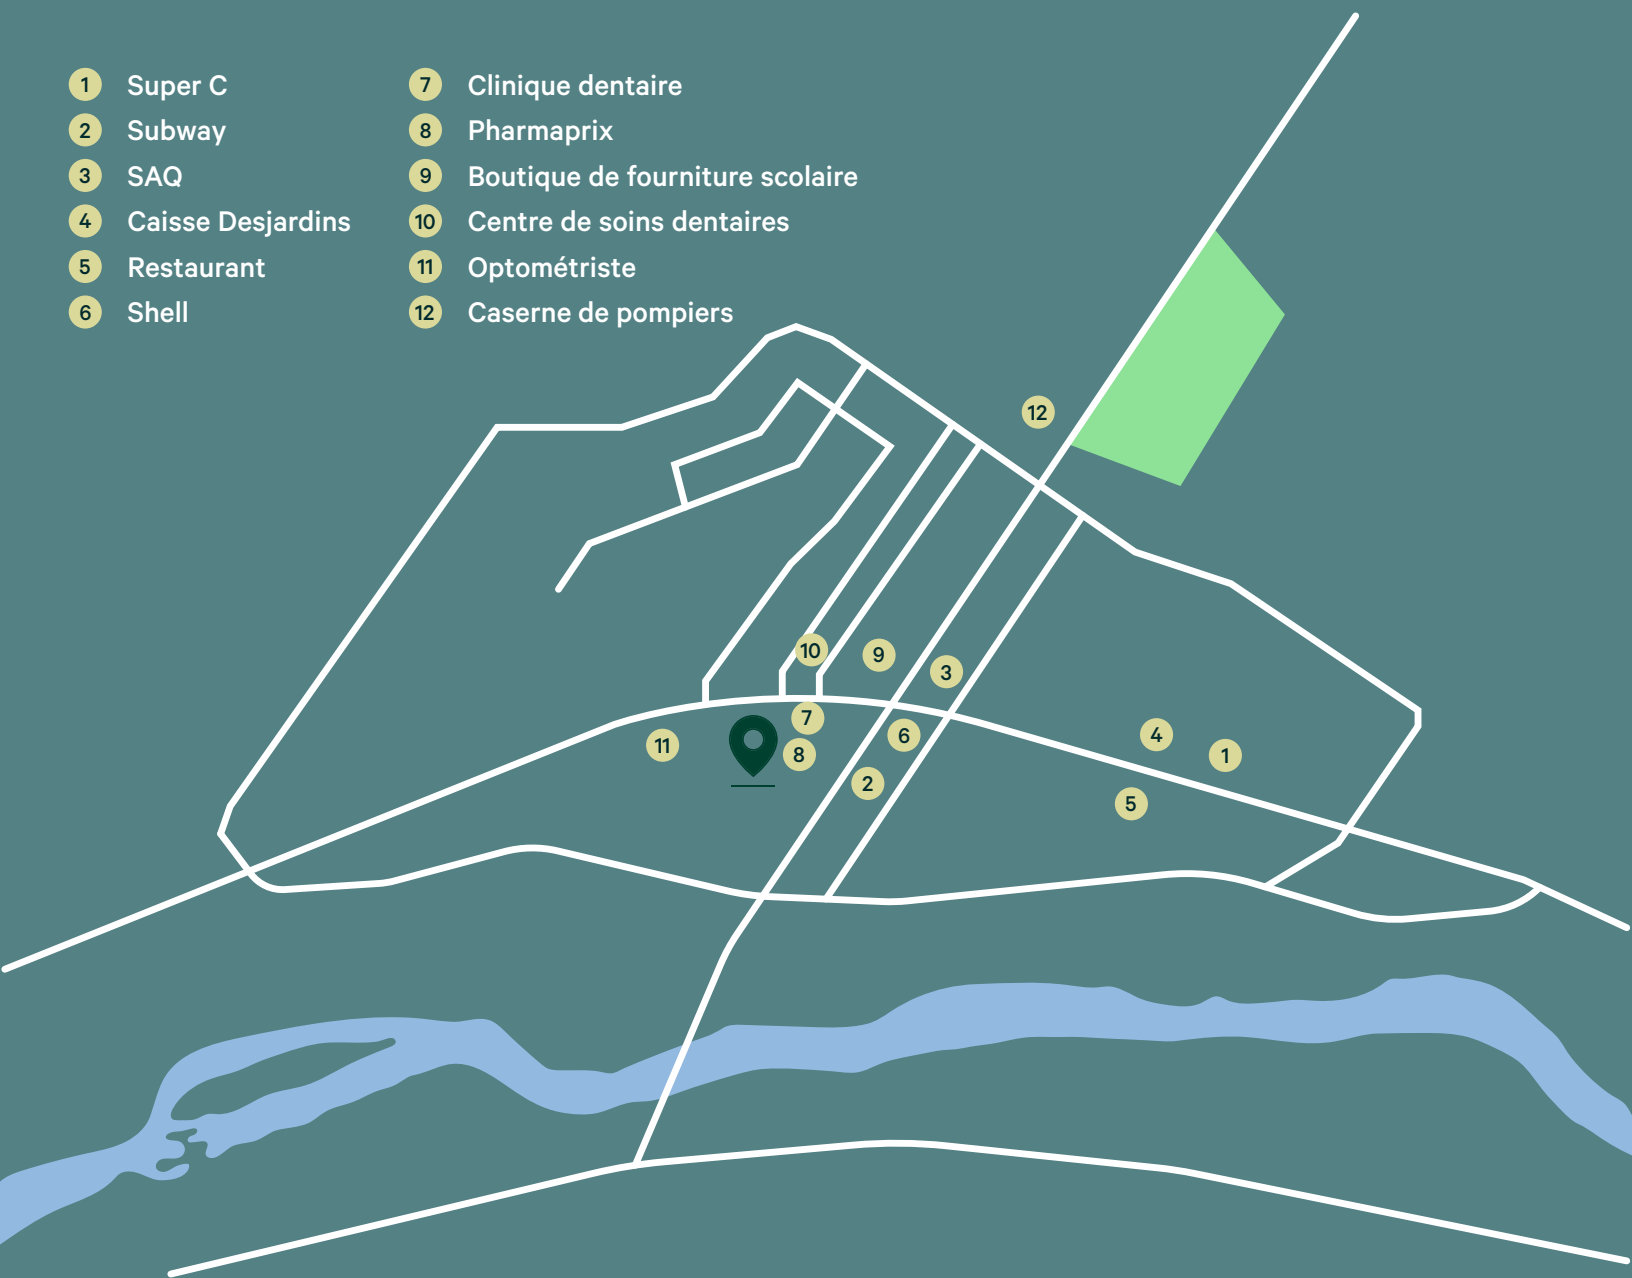 1 Super C
2 Subway
3 SAQ
4 Caisse Desjardins
5 Restaurant
6 Shell
7 Clinique dentaire
8 Pharmaprix
9 Boutique de fourniture scolaire
10 Centre de soins dentaires
11 Optométriste
12 Caserne de pompiers
12
10
9
3
7
11
8
6
4
1
2
5